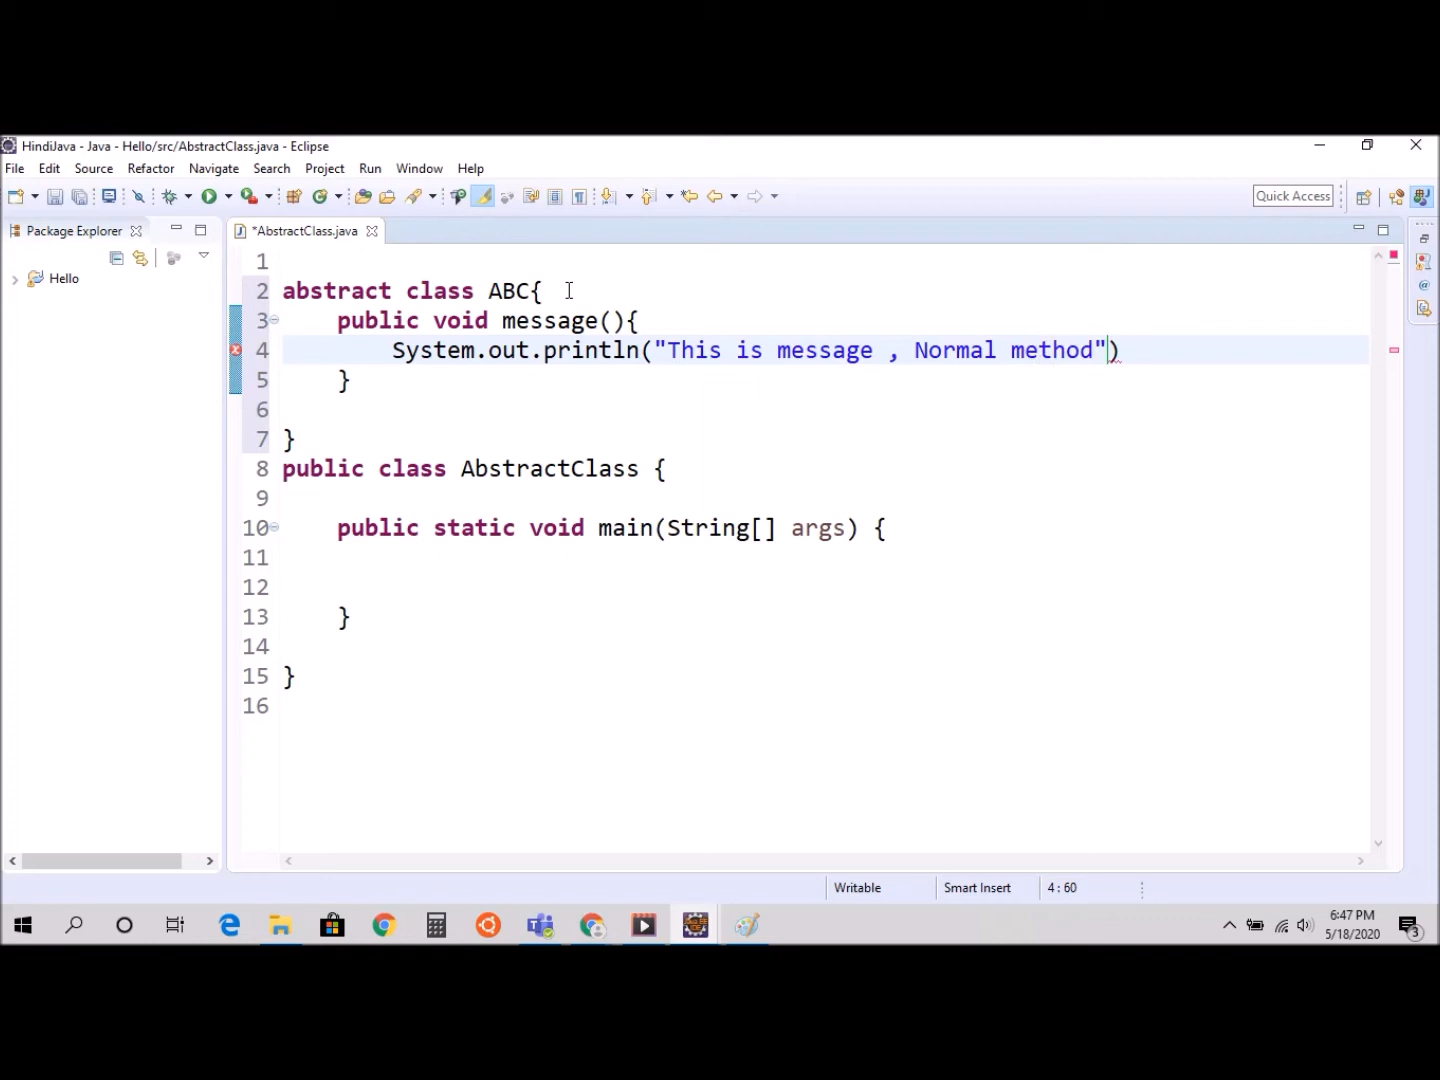 HindiJava - Java - Hello/src/AbstractClass.java - Eclipse
File Edit Source Refactor Navigate Search Project Run Window Help
Quick Access
Package Explorer
*AbstractClass.java
Hello
1
2 abstract class ABC{
3 public void message(){
4 System.out.println("This is message , Normal method")
5 }
6
7 }
8 public class AbstractClass {
9
10 public static void main(String[] args) {
11
12
13 }
14
15 }
16
Writable Smart Insert 4 : 60
6:47 PM
5/18/2020
3